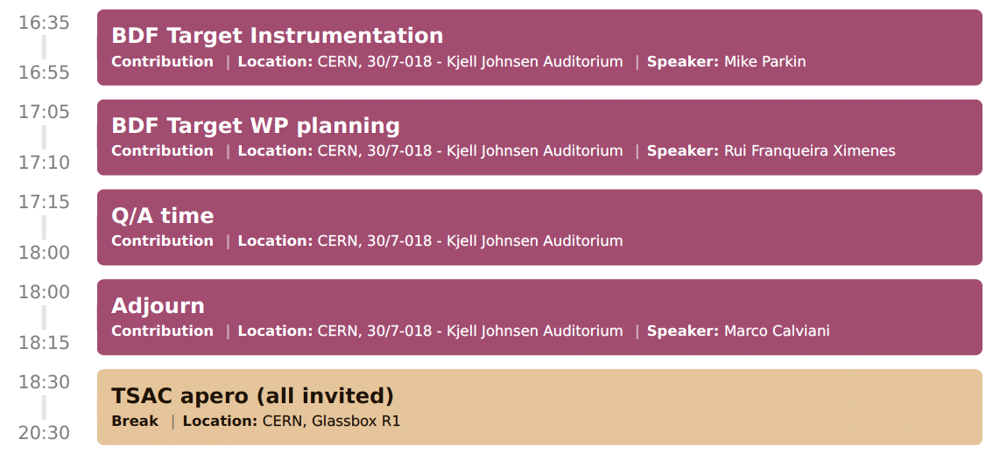 16:35
16:55
BDF Target Instrumentation
Contribution | Location: CERN, 30/7-018 - Kjell Johnsen Auditorium | Speaker: Mike Parkin
17:05
17:10
BDF Target WP planning
Contribution | Location: CERN, 30/7-018 - Kjell Johnsen Auditorium | Speaker: Rui Franqueira Ximenes
17:15
18:00
Q/A time
Contribution | Location: CERN, 30/7-018 - Kjell Johnsen Auditorium
18:00
18:15
Adjourn
Contribution | Location: CERN, 30/7-018 - Kjell Johnsen Auditorium | Speaker: Marco Calviani
18:30
20:30
TSAC apero (all invited)
Break | Location: CERN, Glassbox R1